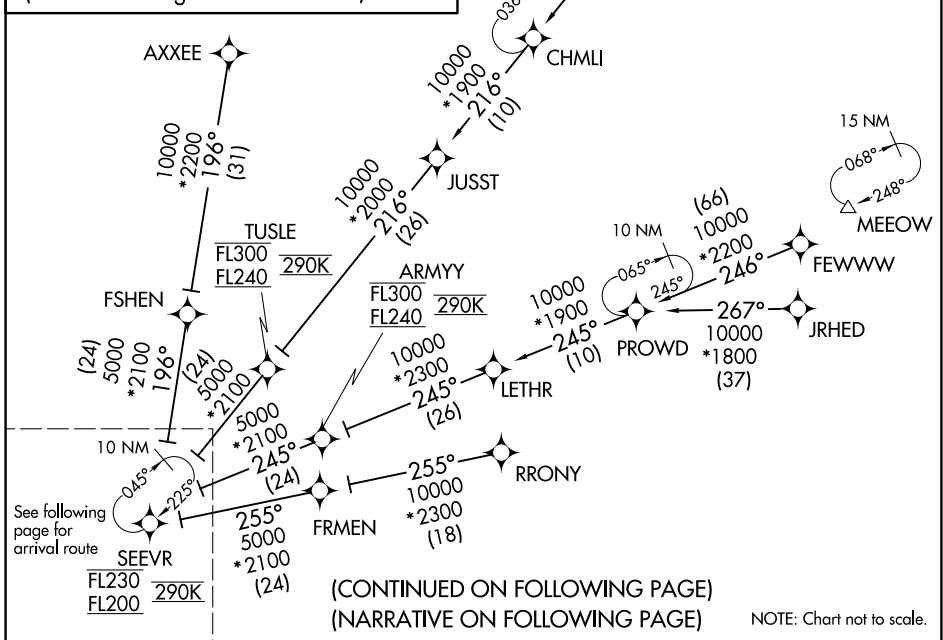 AXXEE
10000
*2200
196°
(31)
CHMLI
10000
*1900
216°
(10)
JUSST
10000
*2000
216°
(26)
15 NM
068°
248°
MEEOW
(66)
10000
*2200
246°
FEWWW
10 NM
065°
245°
PROWD
267°
10000
*1800
(37)
JRHED
TUSLE
FL300
FL240
290K
ARMYY
FL300
FL240
290K
10000
*1900
245°
(10)
LETHR
FSHEN
(24)
5000
*2100
196°
(24)
5000
*2100
10000
*2300
245°
(26)
5000
*2100
245°
(24)
RRONY
255°
10000
*2300
(18)
FRMEN
255°
5000
*2100
(24)
10 NM
045°
225°
See following
page for
arrival route
SEEVR
FL230
FL200
290K
(CONTINUED ON FOLLOWING PAGE)
(NARRATIVE ON FOLLOWING PAGE)
NOTE: Chart not to scale.